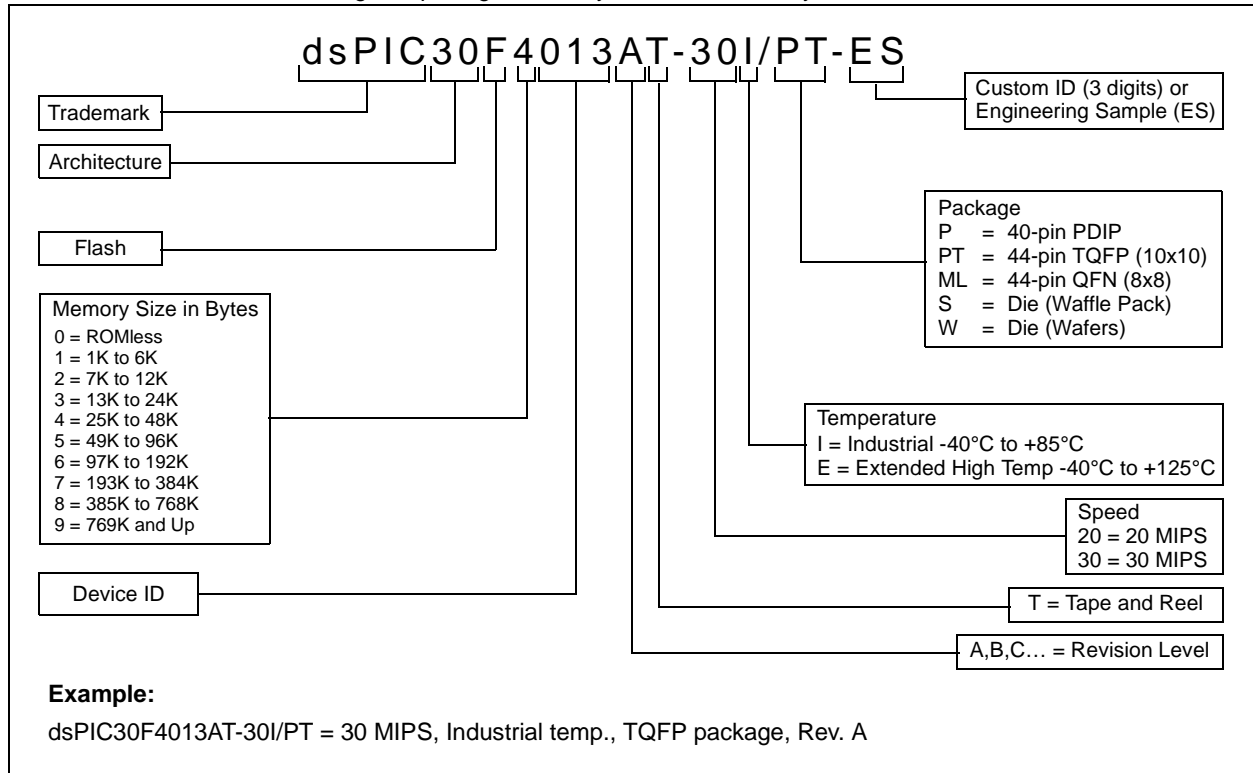 dsPIC30F4013AT-30I/PT-ES
Trademark
Architecture
Flash
Memory Size in Bytes
0 = ROMless
1 = 1K to 6K
2 = 7K to 12K
3 = 13K to 24K
4 = 25K to 48K
5 = 49K to 96K
6 = 97K to 192K
7 = 193K to 384K
8 = 385K to 768K
9 = 769K and Up
Device ID
Custom ID (3 digits) or
Engineering Sample (ES)
Package
P = 40-pin PDIP
PT = 44-pin TQFP (10x10)
ML = 44-pin QFN (8x8)
S = Die (Waffle Pack)
W = Die (Wafers)
Temperature
I = Industrial -40°C to +85°C
E = Extended High Temp -40°C to +125°C
Speed
20 = 20 MIPS
30 = 30 MIPS
T = Tape and Reel
A,B,C… = Revision Level
Example:
dsPIC30F4013AT-30I/PT = 30 MIPS, Industrial temp., TQFP package, Rev. A